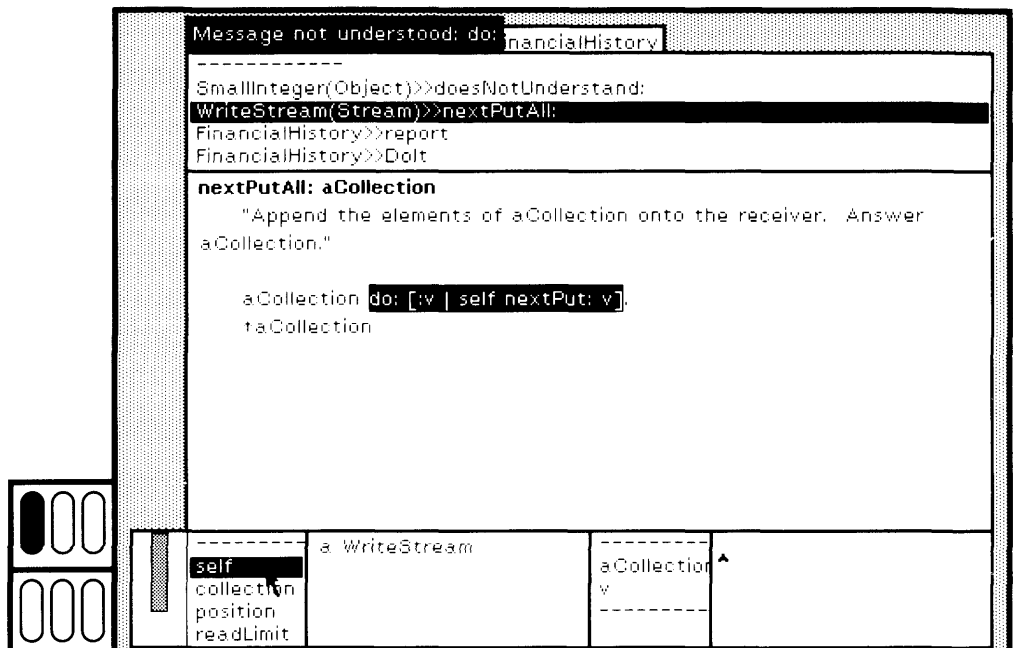 Message not understood: do:
inancialHistory
------------
SmallInteger(Object)>>doesNotUnderstand:
WriteStream(Stream)>>nextPutAll:
FinancialHistory>>report
FinancialHistory>>DoIt
nextPutAll: aCollection
"Append the elements of aCollection onto the receiver. Answer
aCollection."
aCollection do: [:v | self nextPut: v].
↑aCollection
----------
self
collection
position
readLimit
a WriteStream
----------
aCollection
v
----------